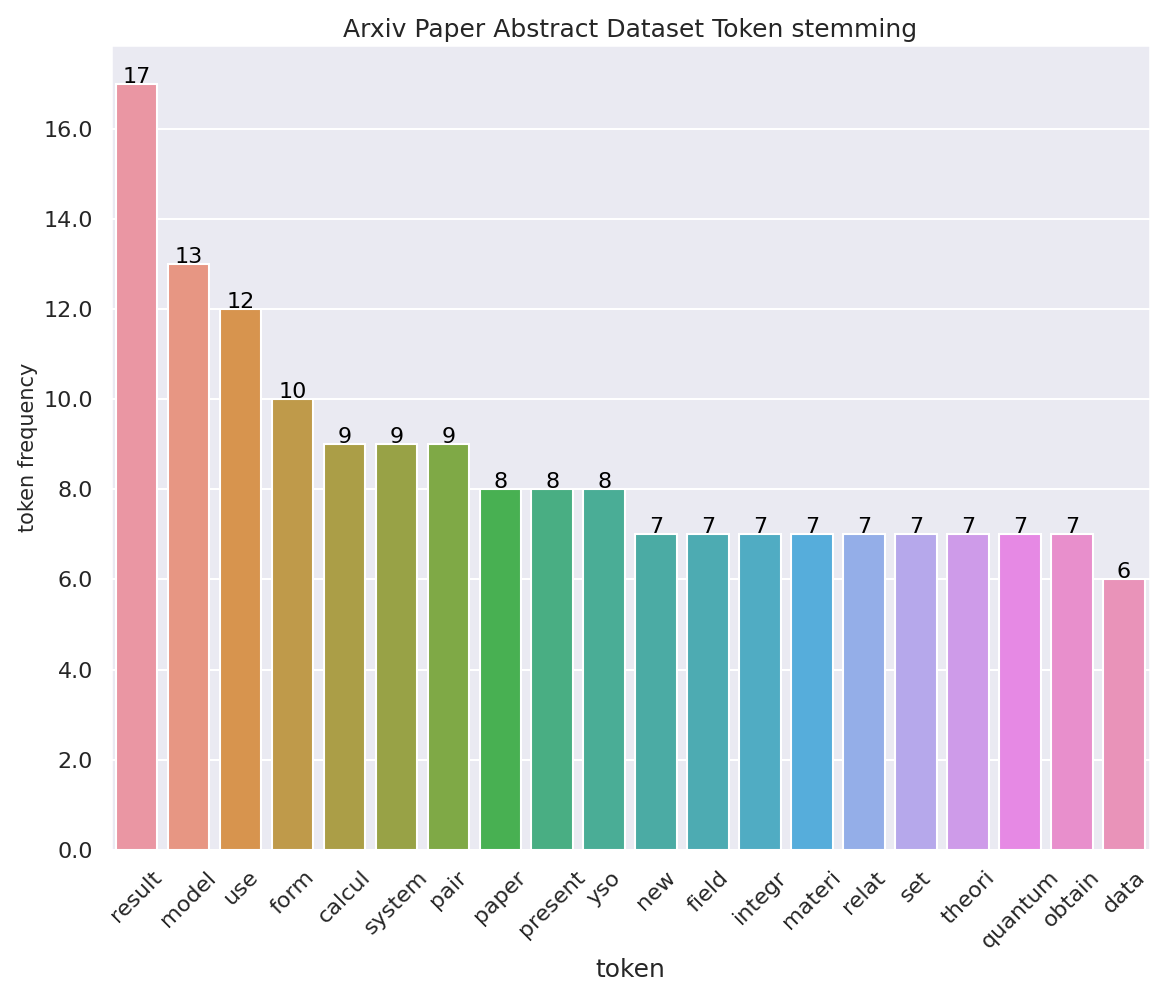 Arxiv Paper Abstract Dataset Token stemming
17
13
12
10
9
9
9
8
8
8
7
7
7
7
7
7
7
7
7
6
16.0
14.0
12.0
10.0
8.0
6.0
4.0
2.0
0.0
token frequency
result
model
use
form
calcul
system
pair
paper
present
yso
new
field
integr
materi
relat
set
theori
quantum
obtain
data
token